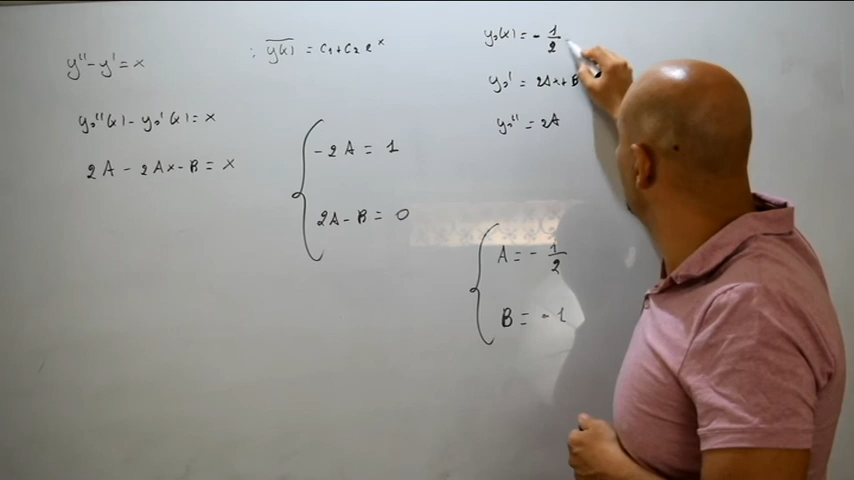 y'' - y' = x
y₀''(x) - y₀'(x) = x
2A - 2Ax - B = x
: y(x) = c₁ + c₂ eˣ
- 2A = 1
2A - B = 0
y₀(x) = - 1/2
y₀' = 2Ax + B
y₀'' = 2A
A = - 1/2
B = - 1